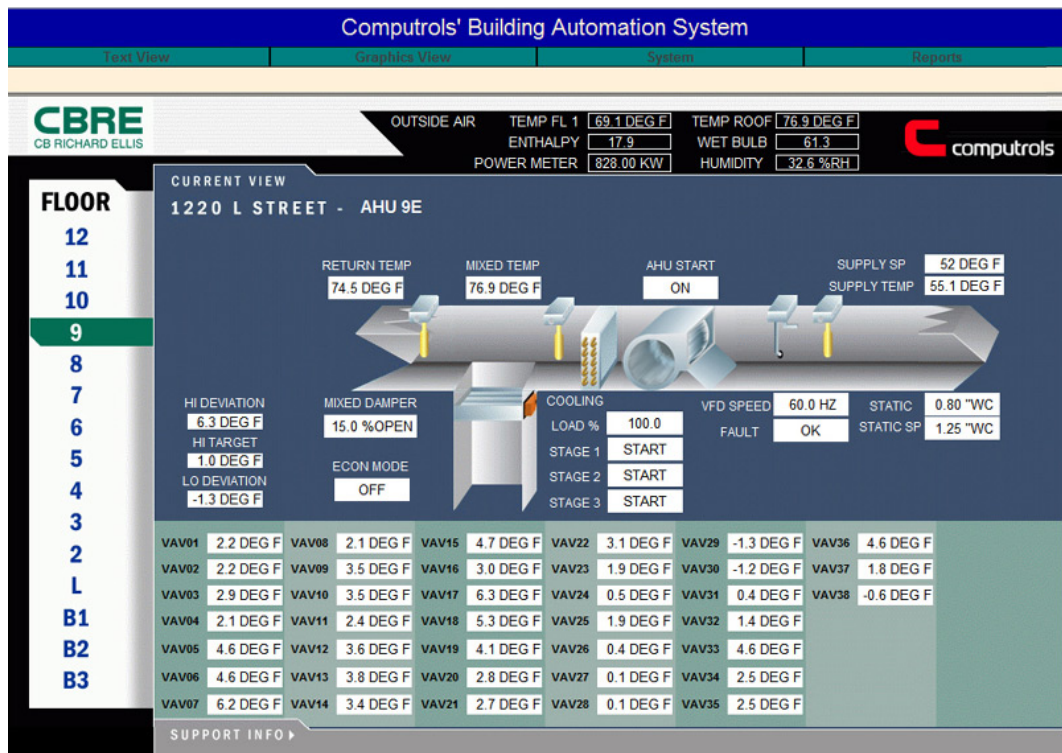 Computrols' Building Automation System
Text View Graphics View System Reports
CBRE
CB RICHARD ELLIS
OUTSIDE AIR TEMP FL 1 69.1 DEG F TEMP ROOF 76.9 DEG F
ENTHALPY 17.9 WET BULB 61.3
POWER METER 828.00 KW HUMIDITY 32.6 %RH
computrols
FLOOR
12
11
10
9
8
7
6
5
4
3
2
L
B1
B2
B3
CURRENT VIEW
1220 L STREET - AHU 9E
RETURN TEMP MIXED TEMP AHU START SUPPLY SP 52 DEG F
74.5 DEG F 76.9 DEG F ON SUPPLY TEMP 55.1 DEG F
HI DEVIATION
6.3 DEG F
HI TARGET
1.0 DEG F
LO DEVIATION
-1.3 DEG F
MIXED DAMPER
15.0 %OPEN
ECON MODE
OFF
COOLING
LOAD % 100.0
STAGE 1 START
STAGE 2 START
STAGE 3 START
VFD SPEED 60.0 HZ STATIC 0.80 "WC
FAULT OK STATIC SP 1.25 "WC
VAV01 2.2 DEG F VAV08 2.1 DEG F VAV15 4.7 DEG F VAV22 3.1 DEG F VAV29 -1.3 DEG F VAV36 4.6 DEG F
VAV02 2.2 DEG F VAV09 3.5 DEG F VAV16 3.0 DEG F VAV23 1.9 DEG F VAV30 -1.2 DEG F VAV37 1.8 DEG F
VAV03 2.9 DEG F VAV10 3.5 DEG F VAV17 6.3 DEG F VAV24 0.5 DEG F VAV31 0.4 DEG F VAV38 -0.6 DEG F
VAV04 2.1 DEG F VAV11 2.4 DEG F VAV18 5.3 DEG F VAV25 1.9 DEG F VAV32 1.4 DEG F
VAV05 4.6 DEG F VAV12 3.6 DEG F VAV19 4.1 DEG F VAV26 0.4 DEG F VAV33 4.6 DEG F
VAV06 4.6 DEG F VAV13 3.8 DEG F VAV20 2.8 DEG F VAV27 0.1 DEG F VAV34 2.5 DEG F
VAV07 6.2 DEG F VAV14 3.4 DEG F VAV21 2.7 DEG F VAV28 0.1 DEG F VAV35 2.5 DEG F
SUPPORT INFO